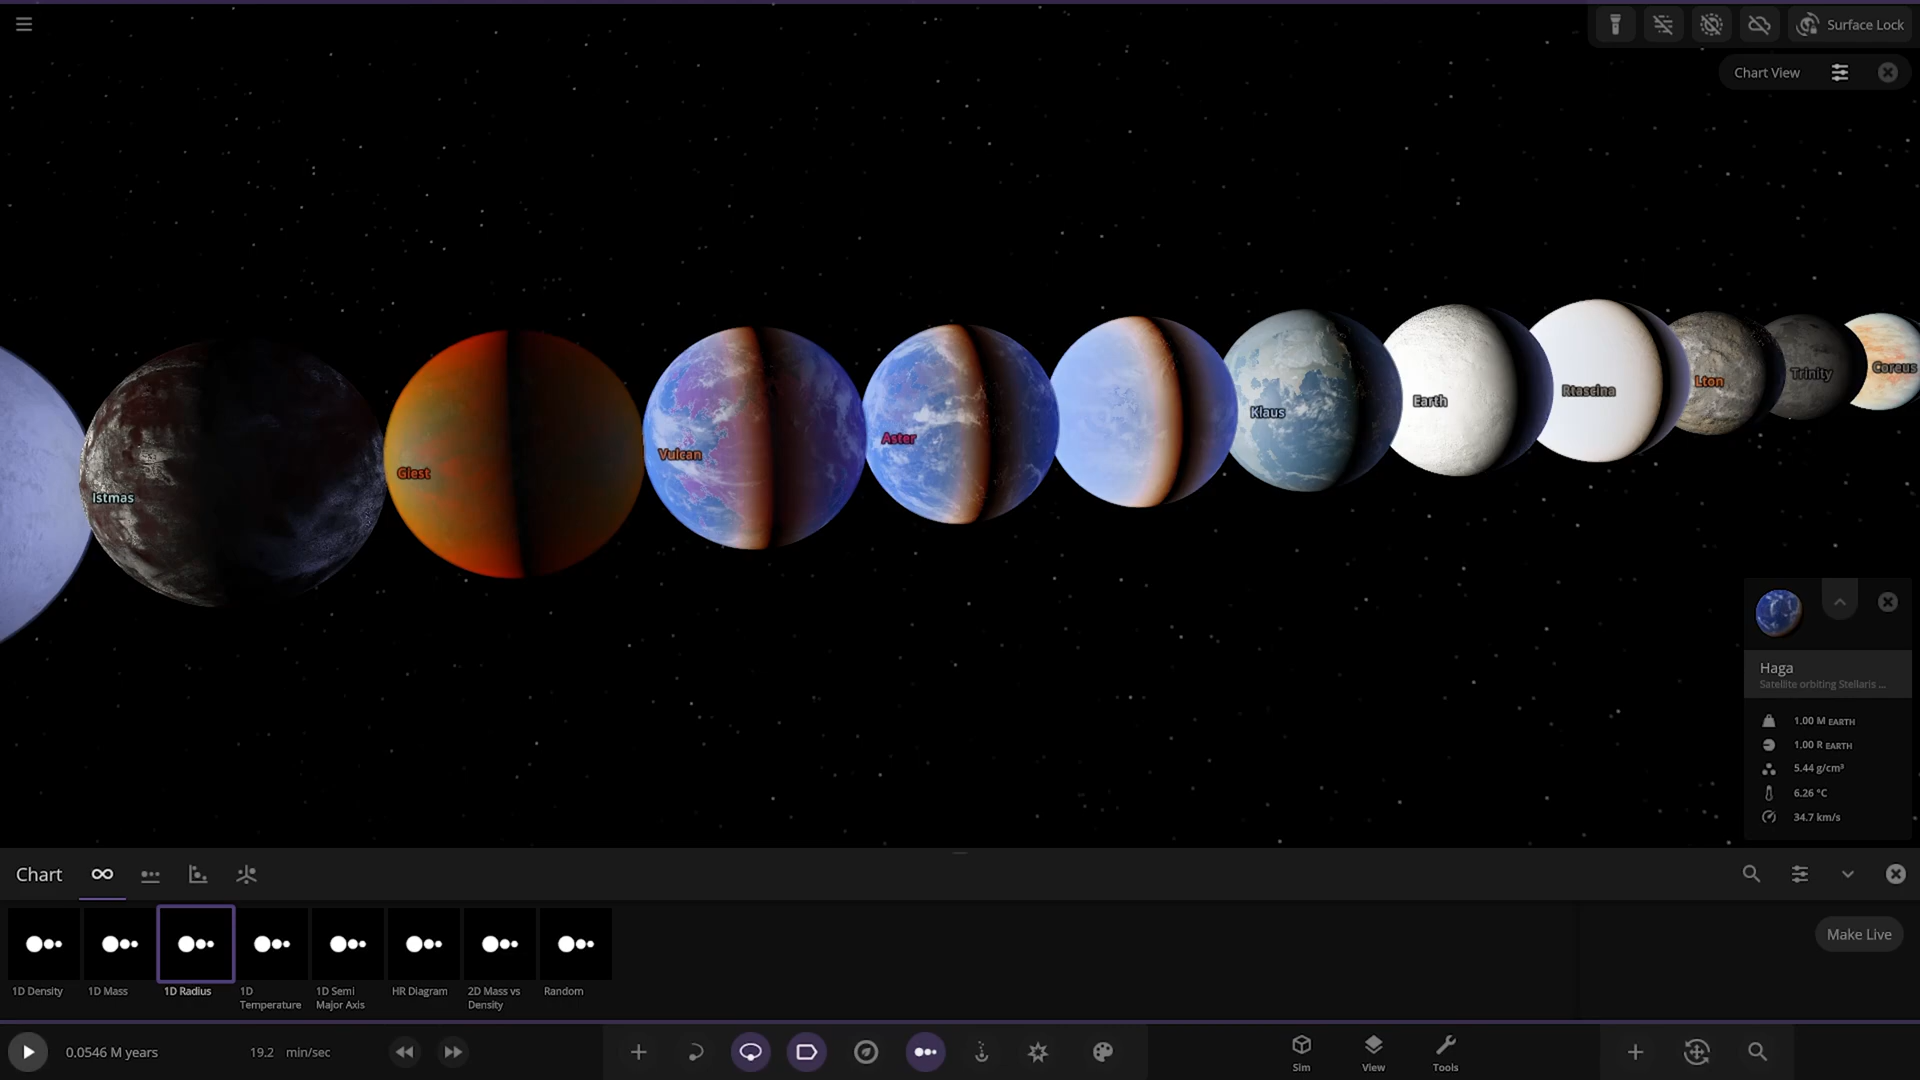 Surface Lock
Chart View
Istmas
Glest
Vulcan
Aster
Klaus
Earth
Rtascina
Lton
Trinity
Coreus
Haga
Satellite orbiting Stellaris ...
1.00 M EARTH
1.00 R EARTH
5.44 g/cm³
6.26 °C
34.7 km/s
Chart
1D Density
1D Mass
1D Radius
1D
Temperature
1D Semi
Major Axis
HR Diagram
2D Mass vs
Density
Random
Make Live
0.0546 M years
19.2 min/sec
Sim
View
Tools